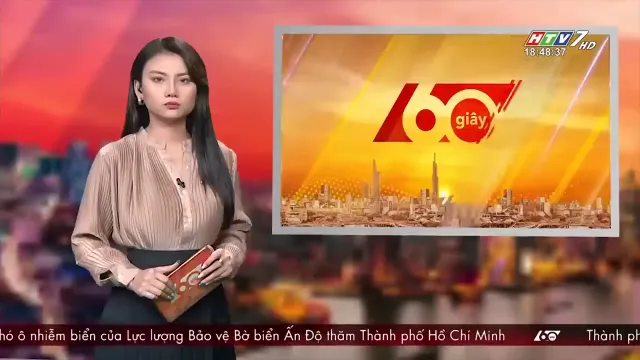 HTV7 HD
18:48:37
60 giây
hó ô nhiễm biển của Lực lượng Bảo vệ Bờ biển Ấn Độ thăm Thành phố Hồ Chí Minh 60 Thành ph